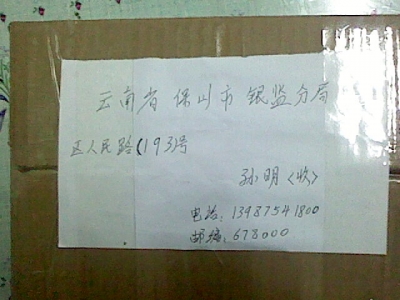 云南省 保山市 银监分局
区人民路(193)号
孙明〈收〉
电话:13987541800
邮编:678000